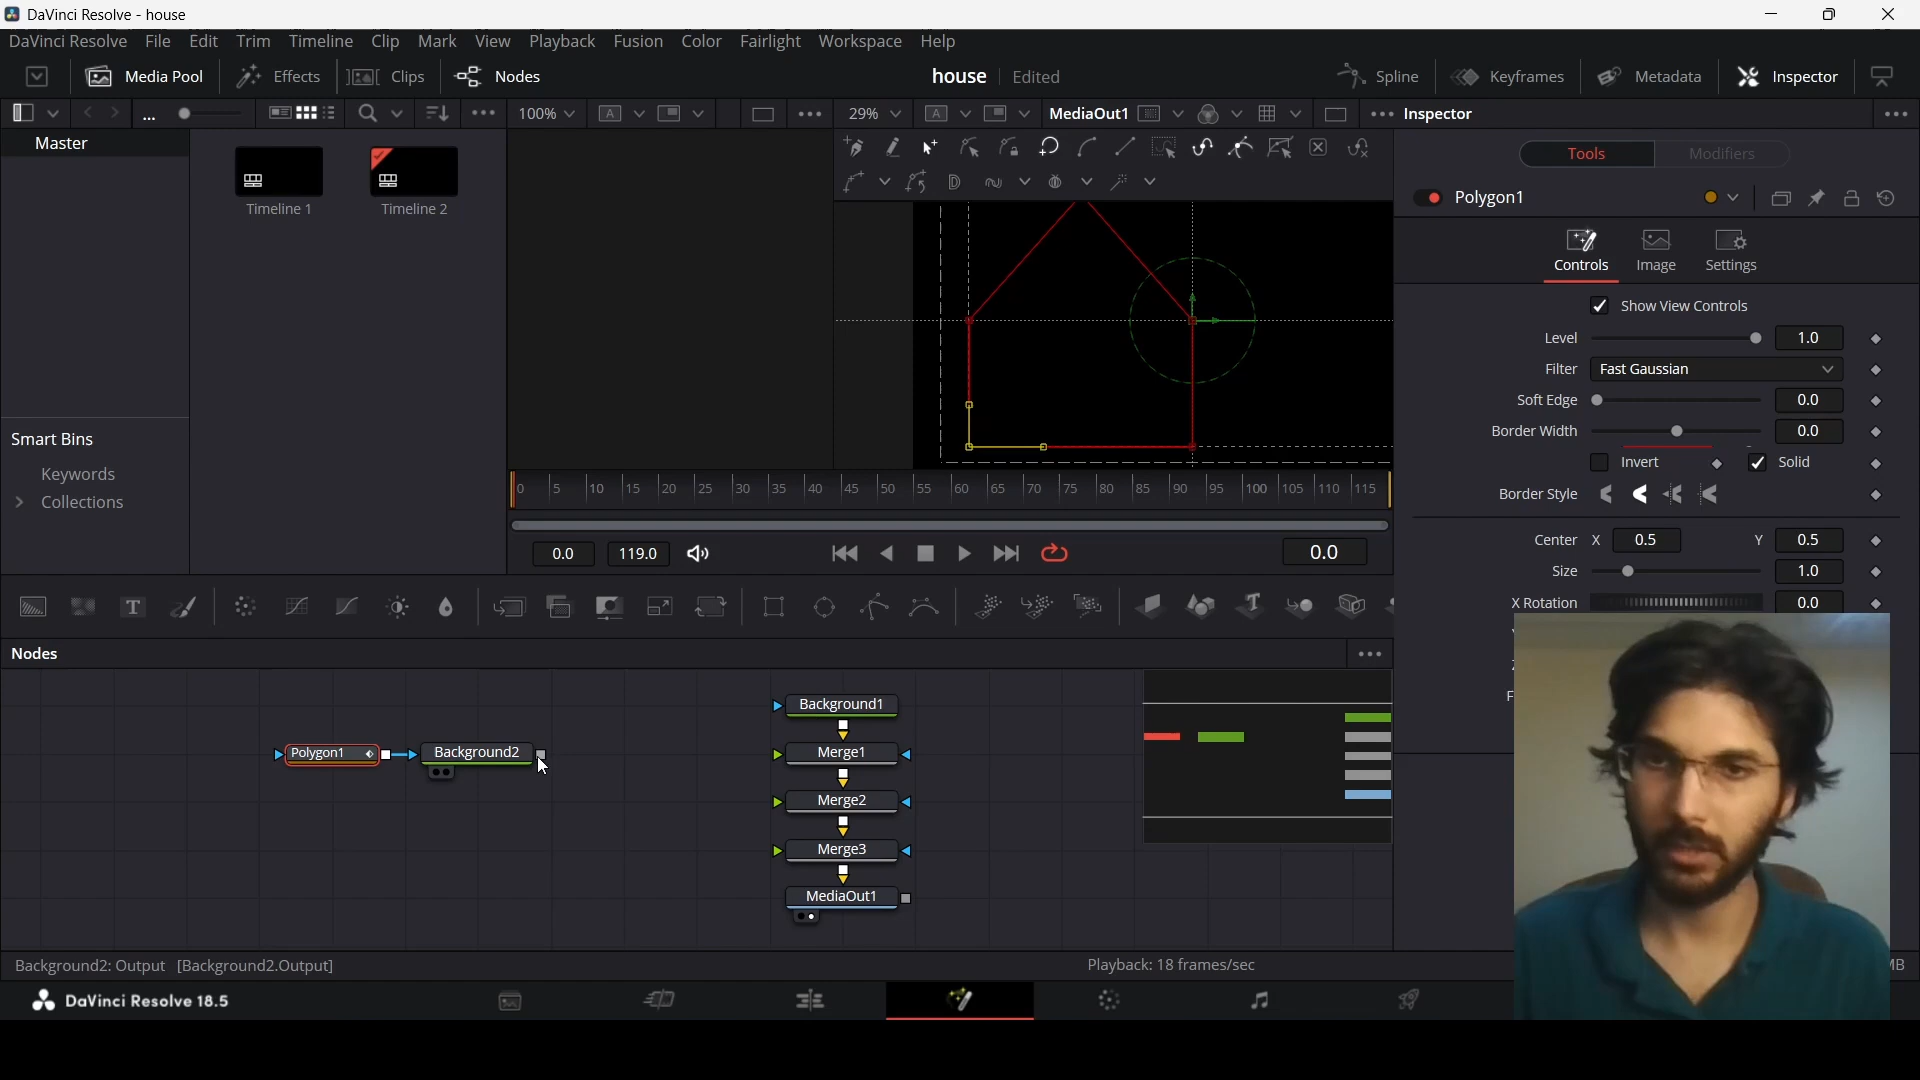 DaVinci Resolve - house
DaVinci Resolve File Edit Trim Timeline Clip Mark View Playback Fusion Color Fairlight Workspace Help
Media Pool Effects Clips Nodes house Edited Spline Keyframes Metadata Inspector
... 100% A 29% A MediaOut1 Inspector
Master
Timeline 1
Timeline 2
Tools Modifiers
Polygon1
Controls Image Settings
Show View Controls
Level 1.0
Filter Fast Gaussian
Soft Edge 0.0
Border Width 0.0
Invert Solid
Border Style
Center X 0.5 Y 0.5
Size 1.0
X Rotation 0.0
Smart Bins
Keywords
Collections
0 5 10 15 20 25 30 35 40 45 50 55 60 65 70 75 80 85 90 95 100 105 110 115
0.0 119.0 0.0
T
Nodes
Polygon1
Background2
Background1
Merge1
Merge2
Merge3
MediaOut1
Background2: Output [Background2.Output]
Playback: 18 frames/sec
MB
DaVinci Resolve 18.5